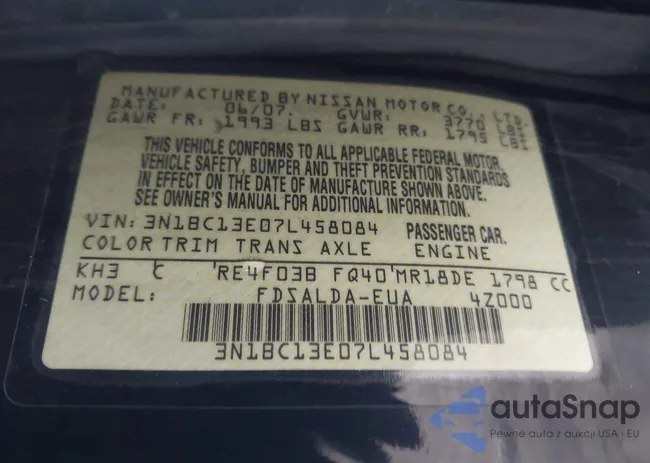 MANUFACTURED BY NISSAN MOTOR CO., LTD.
DATE: 06/07. GVWR: 3770 LBS
GAWR FR: 1993 LBS GAWR RR: 1795 LBS
THIS VEHICLE CONFORMS TO ALL APPLICABLE FEDERAL MOTOR
VEHICLE SAFETY, BUMPER AND THEFT PREVENTION STANDARDS
IN EFFECT ON THE DATE OF MANUFACTURE SHOWN ABOVE.
SEE OWNER'S MANUAL FOR ADDITIONAL INFORMATION.
VIN: 3N1BC13E07L458084 PASSENGER CAR.
COLOR TRIM TRANS AXLE ENGINE
KH3 C RE4F03B FQ40 MR18DE 1798 CC
MODEL: FDSALDA-EUA 4Z000
3N1BC13E07L458084
autaSnap
Pewne auta z aukcji USA i EU